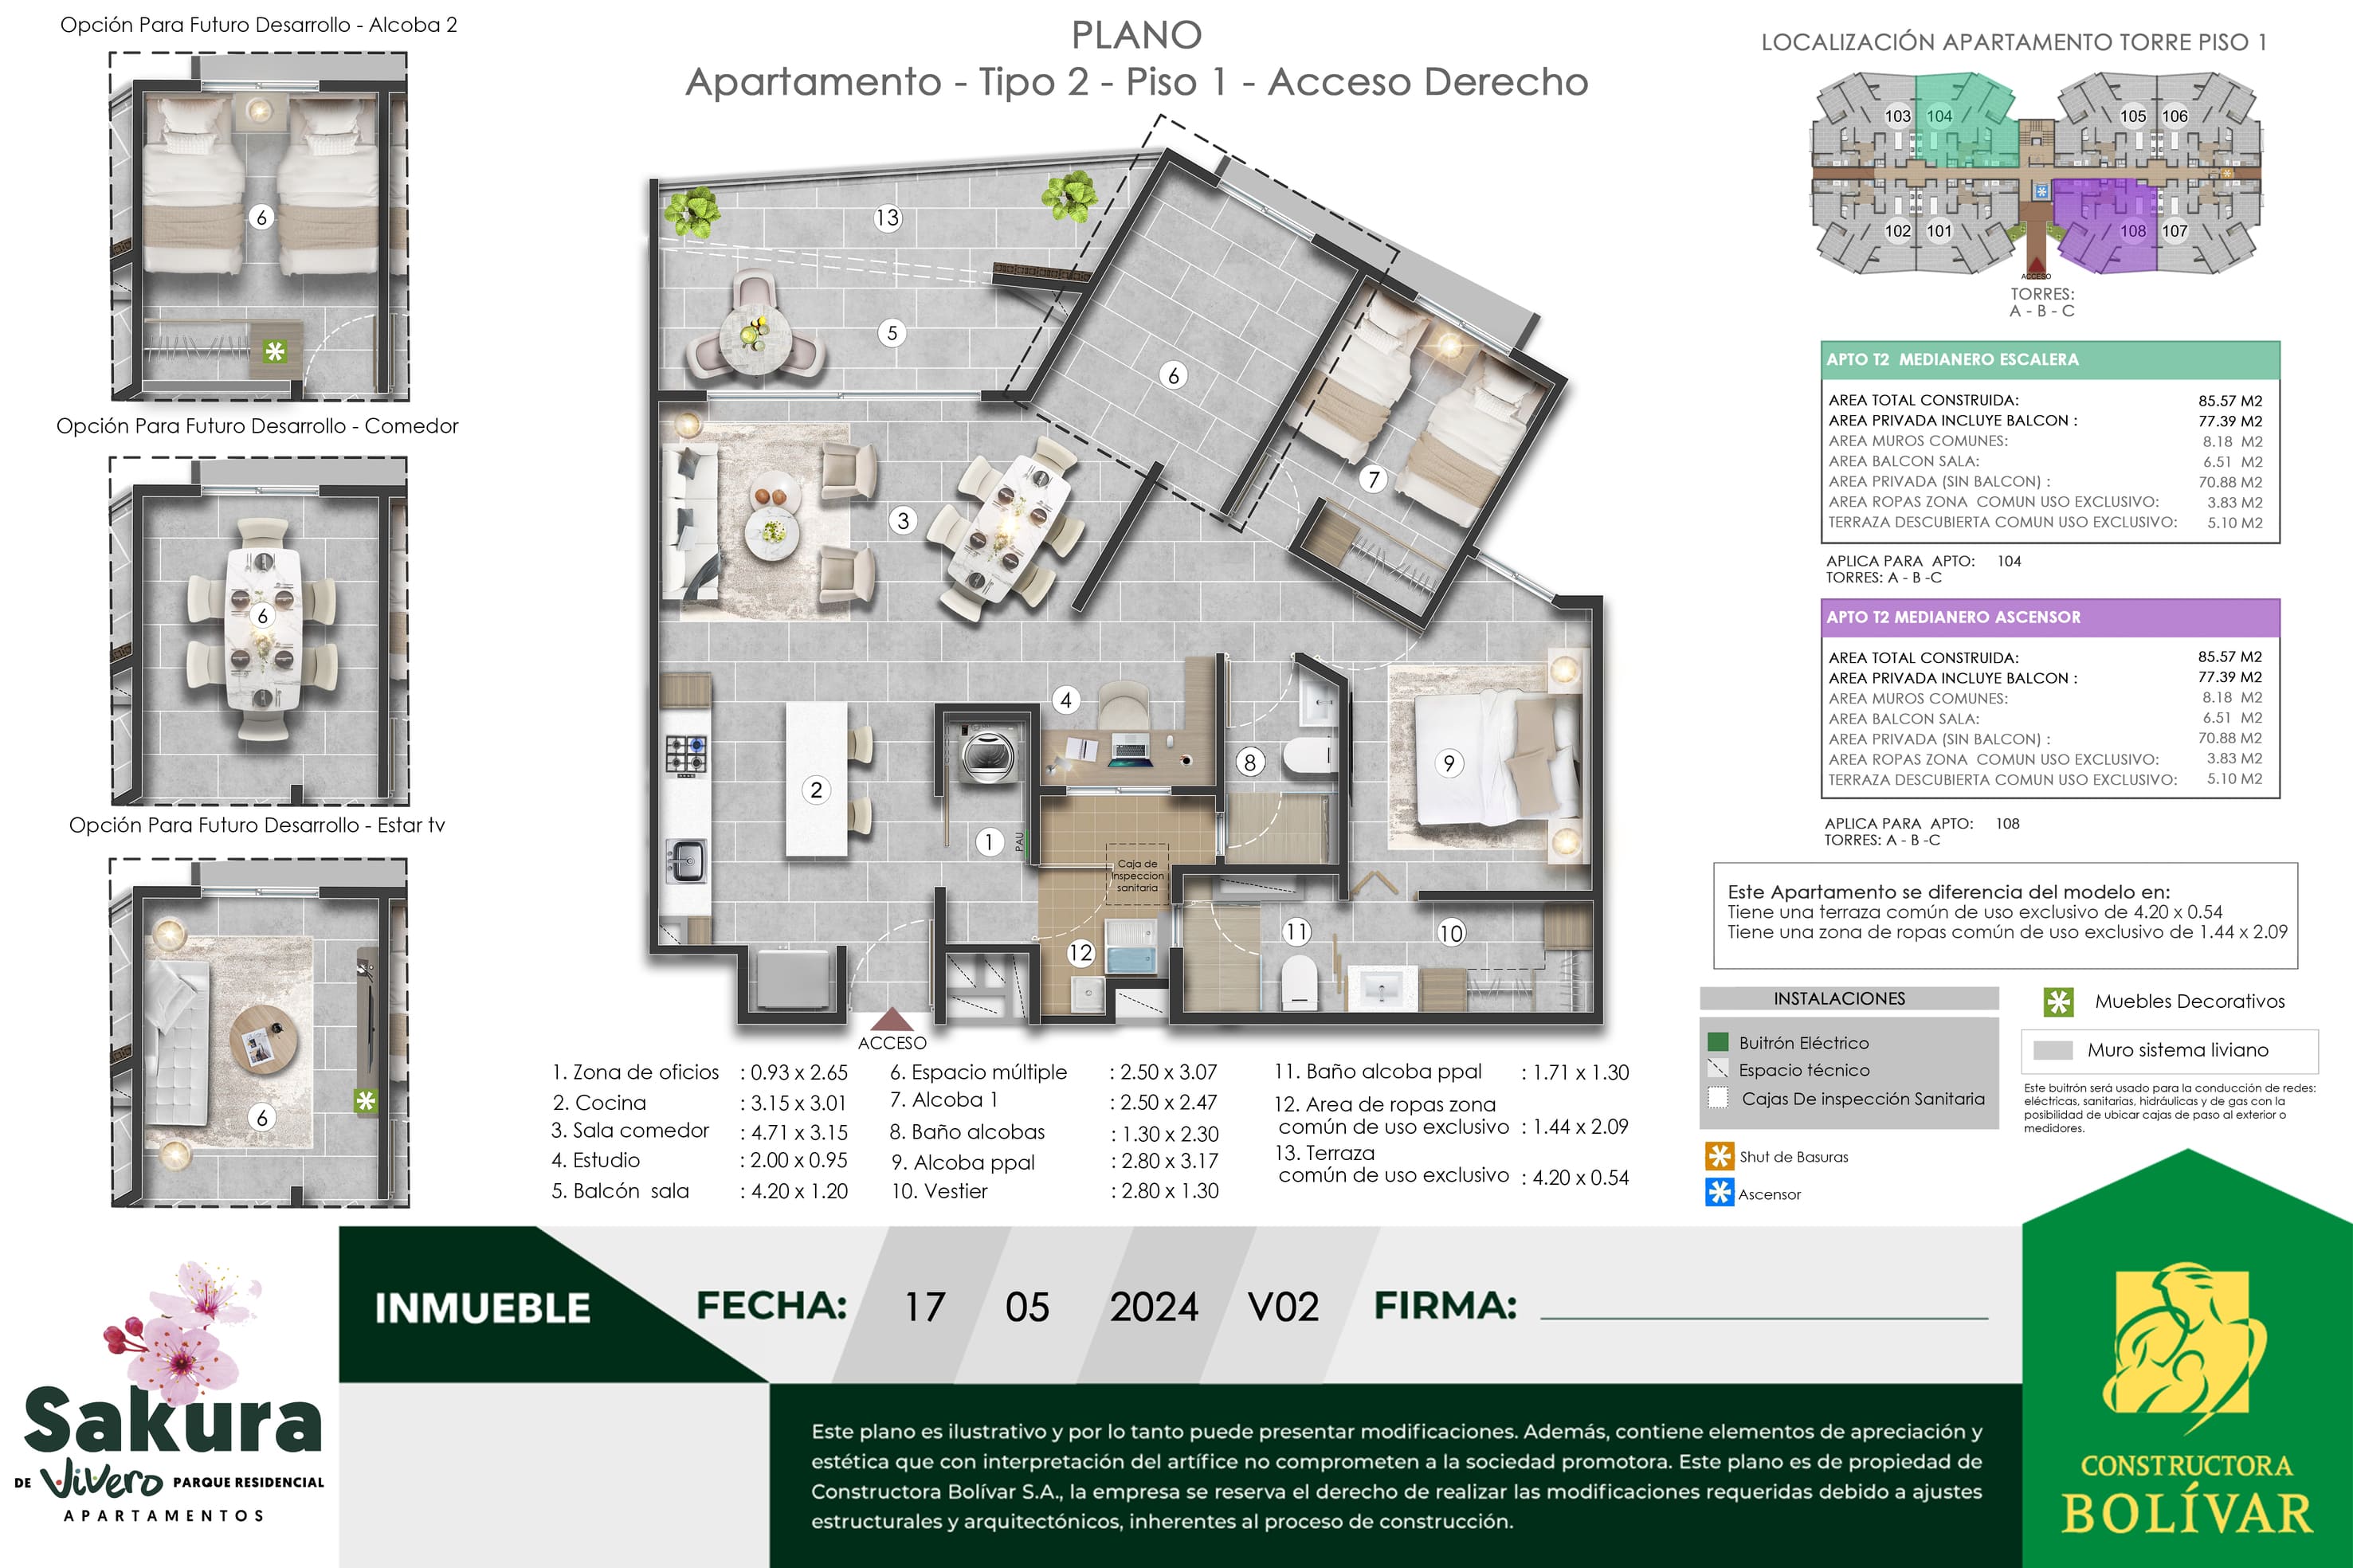 Opción Para Futuro Desarrollo - Alcoba 2
6
Opción Para Futuro Desarrollo - Comedor
6
Opción Para Futuro Desarrollo - Estar tv
6
PLANO
Apartamento - Tipo 2 - Piso 1 - Acceso Derecho
13
5
6
7
3
4
2
8
9
1
PAU
Caja de
inspeccion
sanitaria
12
11
10
ACCESO
1. Zona de oficios : 0.93 x 2.65
2. Cocina : 3.15 x 3.01
3. Sala comedor : 4.71 x 3.15
4. Estudio : 2.00 x 0.95
5. Balcón sala : 4.20 x 1.20
6. Espacio múltiple : 2.50 x 3.07
7. Alcoba 1 : 2.50 x 2.47
8. Baño alcobas : 1.30 x 2.30
9. Alcoba ppal : 2.80 x 3.17
10. Vestier : 2.80 x 1.30
11. Baño alcoba ppal : 1.71 x 1.30
12. Area de ropas zona
común de uso exclusivo : 1.44 x 2.09
13. Terraza
común de uso exclusivo : 4.20 x 0.54
LOCALIZACIÓN APARTAMENTO TORRE PISO 1
103 104 105 106
102 101 108 107
ACCESO
TORRES:
A - B - C
APTO T2 MEDIANERO ESCALERA
AREA TOTAL CONSTRUIDA: 85.57 M2
AREA PRIVADA INCLUYE BALCON : 77.39 M2
AREA MUROS COMUNES: 8.18 M2
AREA BALCON SALA: 6.51 M2
AREA PRIVADA (SIN BALCON) : 70.88 M2
AREA ROPAS ZONA COMUN USO EXCLUSIVO: 3.83 M2
TERRAZA DESCUBIERTA COMUN USO EXCLUSIVO: 5.10 M2
APLICA PARA APTO: 104
TORRES: A - B -C
APTO T2 MEDIANERO ASCENSOR
AREA TOTAL CONSTRUIDA: 85.57 M2
AREA PRIVADA INCLUYE BALCON : 77.39 M2
AREA MUROS COMUNES: 8.18 M2
AREA BALCON SALA: 6.51 M2
AREA PRIVADA (SIN BALCON) : 70.88 M2
AREA ROPAS ZONA COMUN USO EXCLUSIVO: 3.83 M2
TERRAZA DESCUBIERTA COMUN USO EXCLUSIVO: 5.10 M2
APLICA PARA APTO: 108
TORRES: A - B -C
Este Apartamento se diferencia del modelo en:
Tiene una terraza común de uso exclusivo de 4.20 x 0.54
Tiene una zona de ropas común de uso exclusivo de 1.44 x 2.09
INSTALACIONES
Buitrón Eléctrico
Espacio técnico
Cajas De inspección Sanitaria
Shut de Basuras
Ascensor
Muebles Decorativos
Muro sistema liviano
Este buitrón será usado para la conducción de redes:
eléctricas, sanitarias, hidráulicas y de gas con la
posibilidad de ubicar cajas de paso al exterior o
medidores.
INMUEBLE
FECHA: 17 05 2024 V02 FIRMA:
Sakura
DE ViVero PARQUE RESIDENCIAL
APARTAMENTOS
Este plano es ilustrativo y por lo tanto puede presentar modificaciones. Además, contiene elementos de apreciación y
estética que con interpretación del artífice no comprometen a la sociedad promotora. Este plano es de propiedad de
Constructora Bolívar S.A., la empresa se reserva el derecho de realizar las modificaciones requeridas debido a ajustes
estructurales y arquitectónicos, inherentes al proceso de construcción.
CONSTRUCTORA
BOLÍVAR